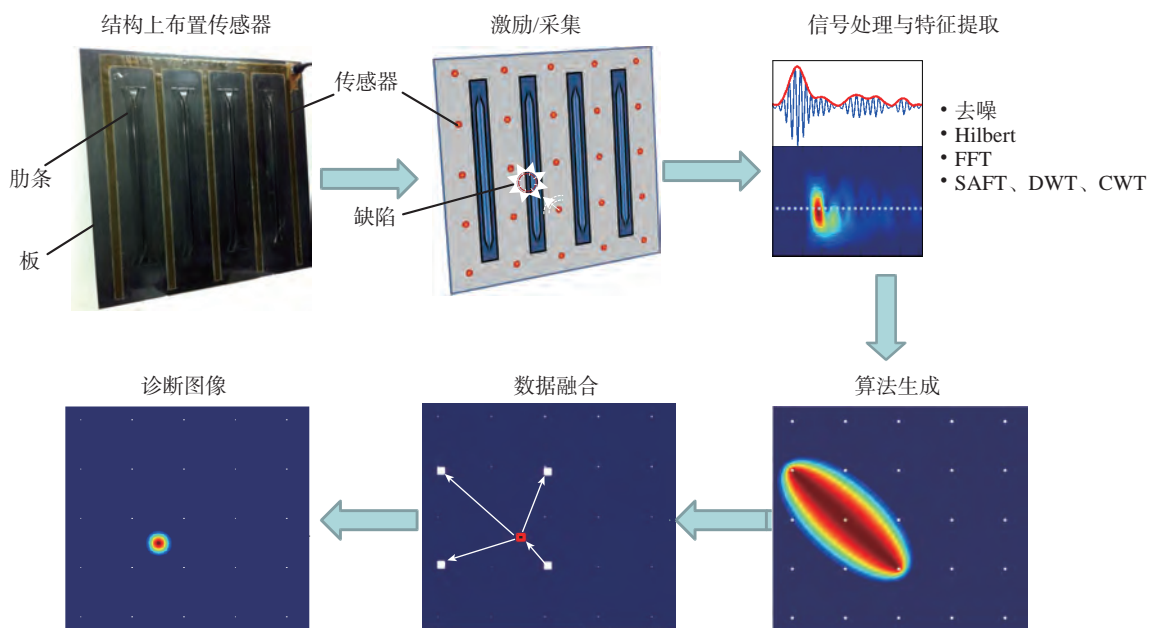 结构上布置传感器
激励/采集
信号处理与特征提取
传感器
肋条
缺陷
板
• 去噪
• Hilbert
• FFT
• SAFT、DWT、CWT
诊断图像
数据融合
算法生成